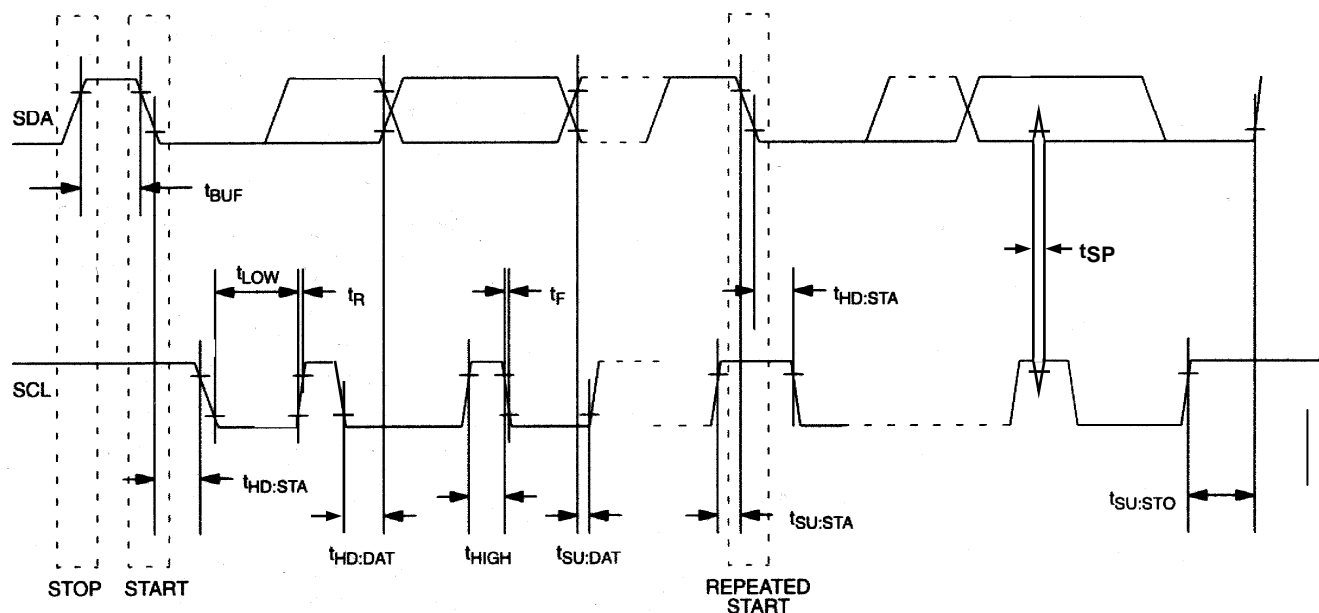 SDA
tBUF
tSP
tLOW
tR
tF
tHD:STA
SCL
tHD:STA
tSU:STA
tSU:STO
tHD:DAT
tHIGH
tSU:DAT
STOP
START
REPEATED
START